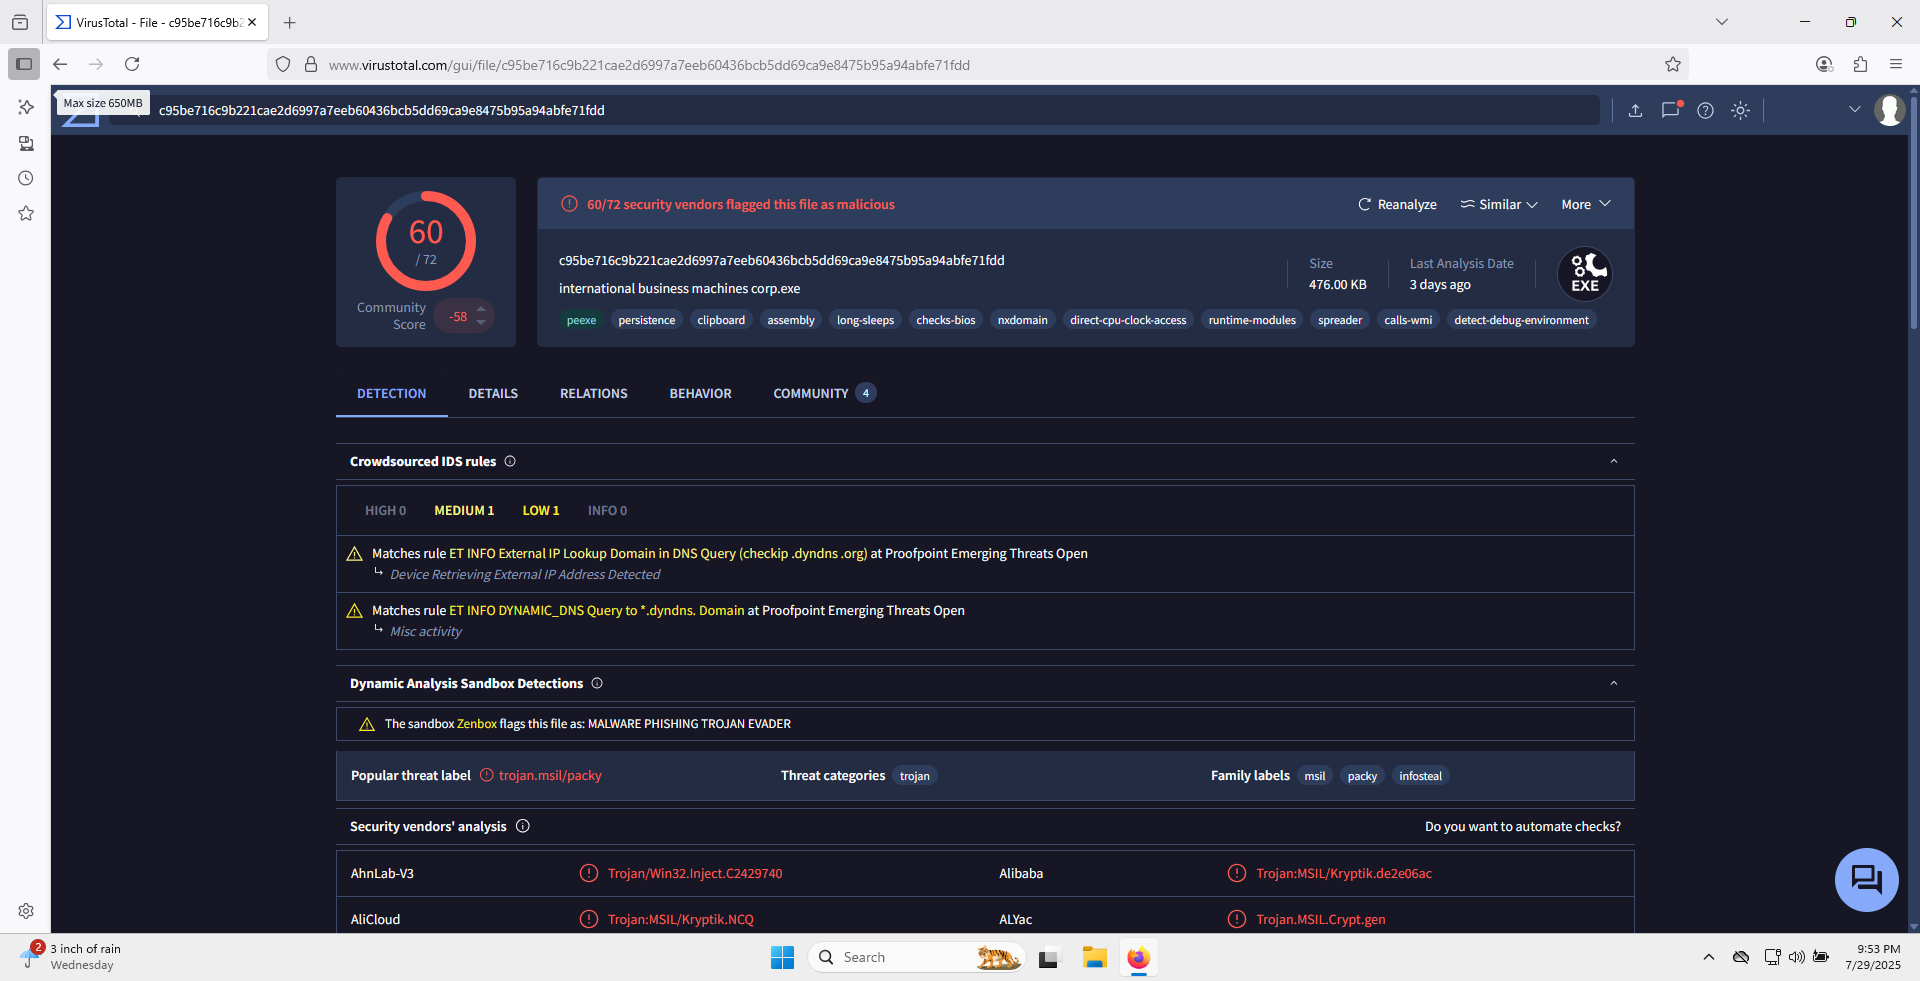 VirusTotal - File - c95be716c9b2
www.virustotal.com/gui/file/c95be716c9b221cae2d6997a7eeb60436bcb5dd69ca9e8475b95a94abfe71fdd
Max size 650MB
c95be716c9b221cae2d6997a7eeb60436bcb5dd69ca9e8475b95a94abfe71fdd
60
/ 72
Community
Score
-58
60/72 security vendors flagged this file as malicious
Reanalyze
Similar
More
c95be716c9b221cae2d6997a7eeb60436bcb5dd69ca9e8475b95a94abfe71fdd
international business machines corp.exe
Size
476.00 KB
Last Analysis Date
3 days ago
EXE
peexe persistence clipboard assembly long-sleeps checks-bios nxdomain direct-cpu-clock-access runtime-modules spreader calls-wmi detect-debug-environment
DETECTION DETAILS RELATIONS BEHAVIOR COMMUNITY 4
Crowdsourced IDS rules
HIGH 0 MEDIUM 1 LOW 1 INFO 0
Matches rule ET INFO External IP Lookup Domain in DNS Query (checkip .dyndns .org) at Proofpoint Emerging Threats Open
Device Retrieving External IP Address Detected
Matches rule ET INFO DYNAMIC_DNS Query to *.dyndns. Domain at Proofpoint Emerging Threats Open
Misc activity
Dynamic Analysis Sandbox Detections
The sandbox Zenbox flags this file as: MALWARE PHISHING TROJAN EVADER
Popular threat label trojan.msil/packy Threat categories trojan Family labels msil packy infosteal
Security vendors' analysis Do you want to automate checks?
AhnLab-V3 Trojan/Win32.Inject.C2429740 Alibaba Trojan:MSIL/Kryptik.de2e06ac
AliCloud Trojan:MSIL/Kryptik.NCQ ALYac Trojan.MSIL.Crypt.gen
2
3 inch of rain
Wednesday
Search
9:53 PM
7/29/2025